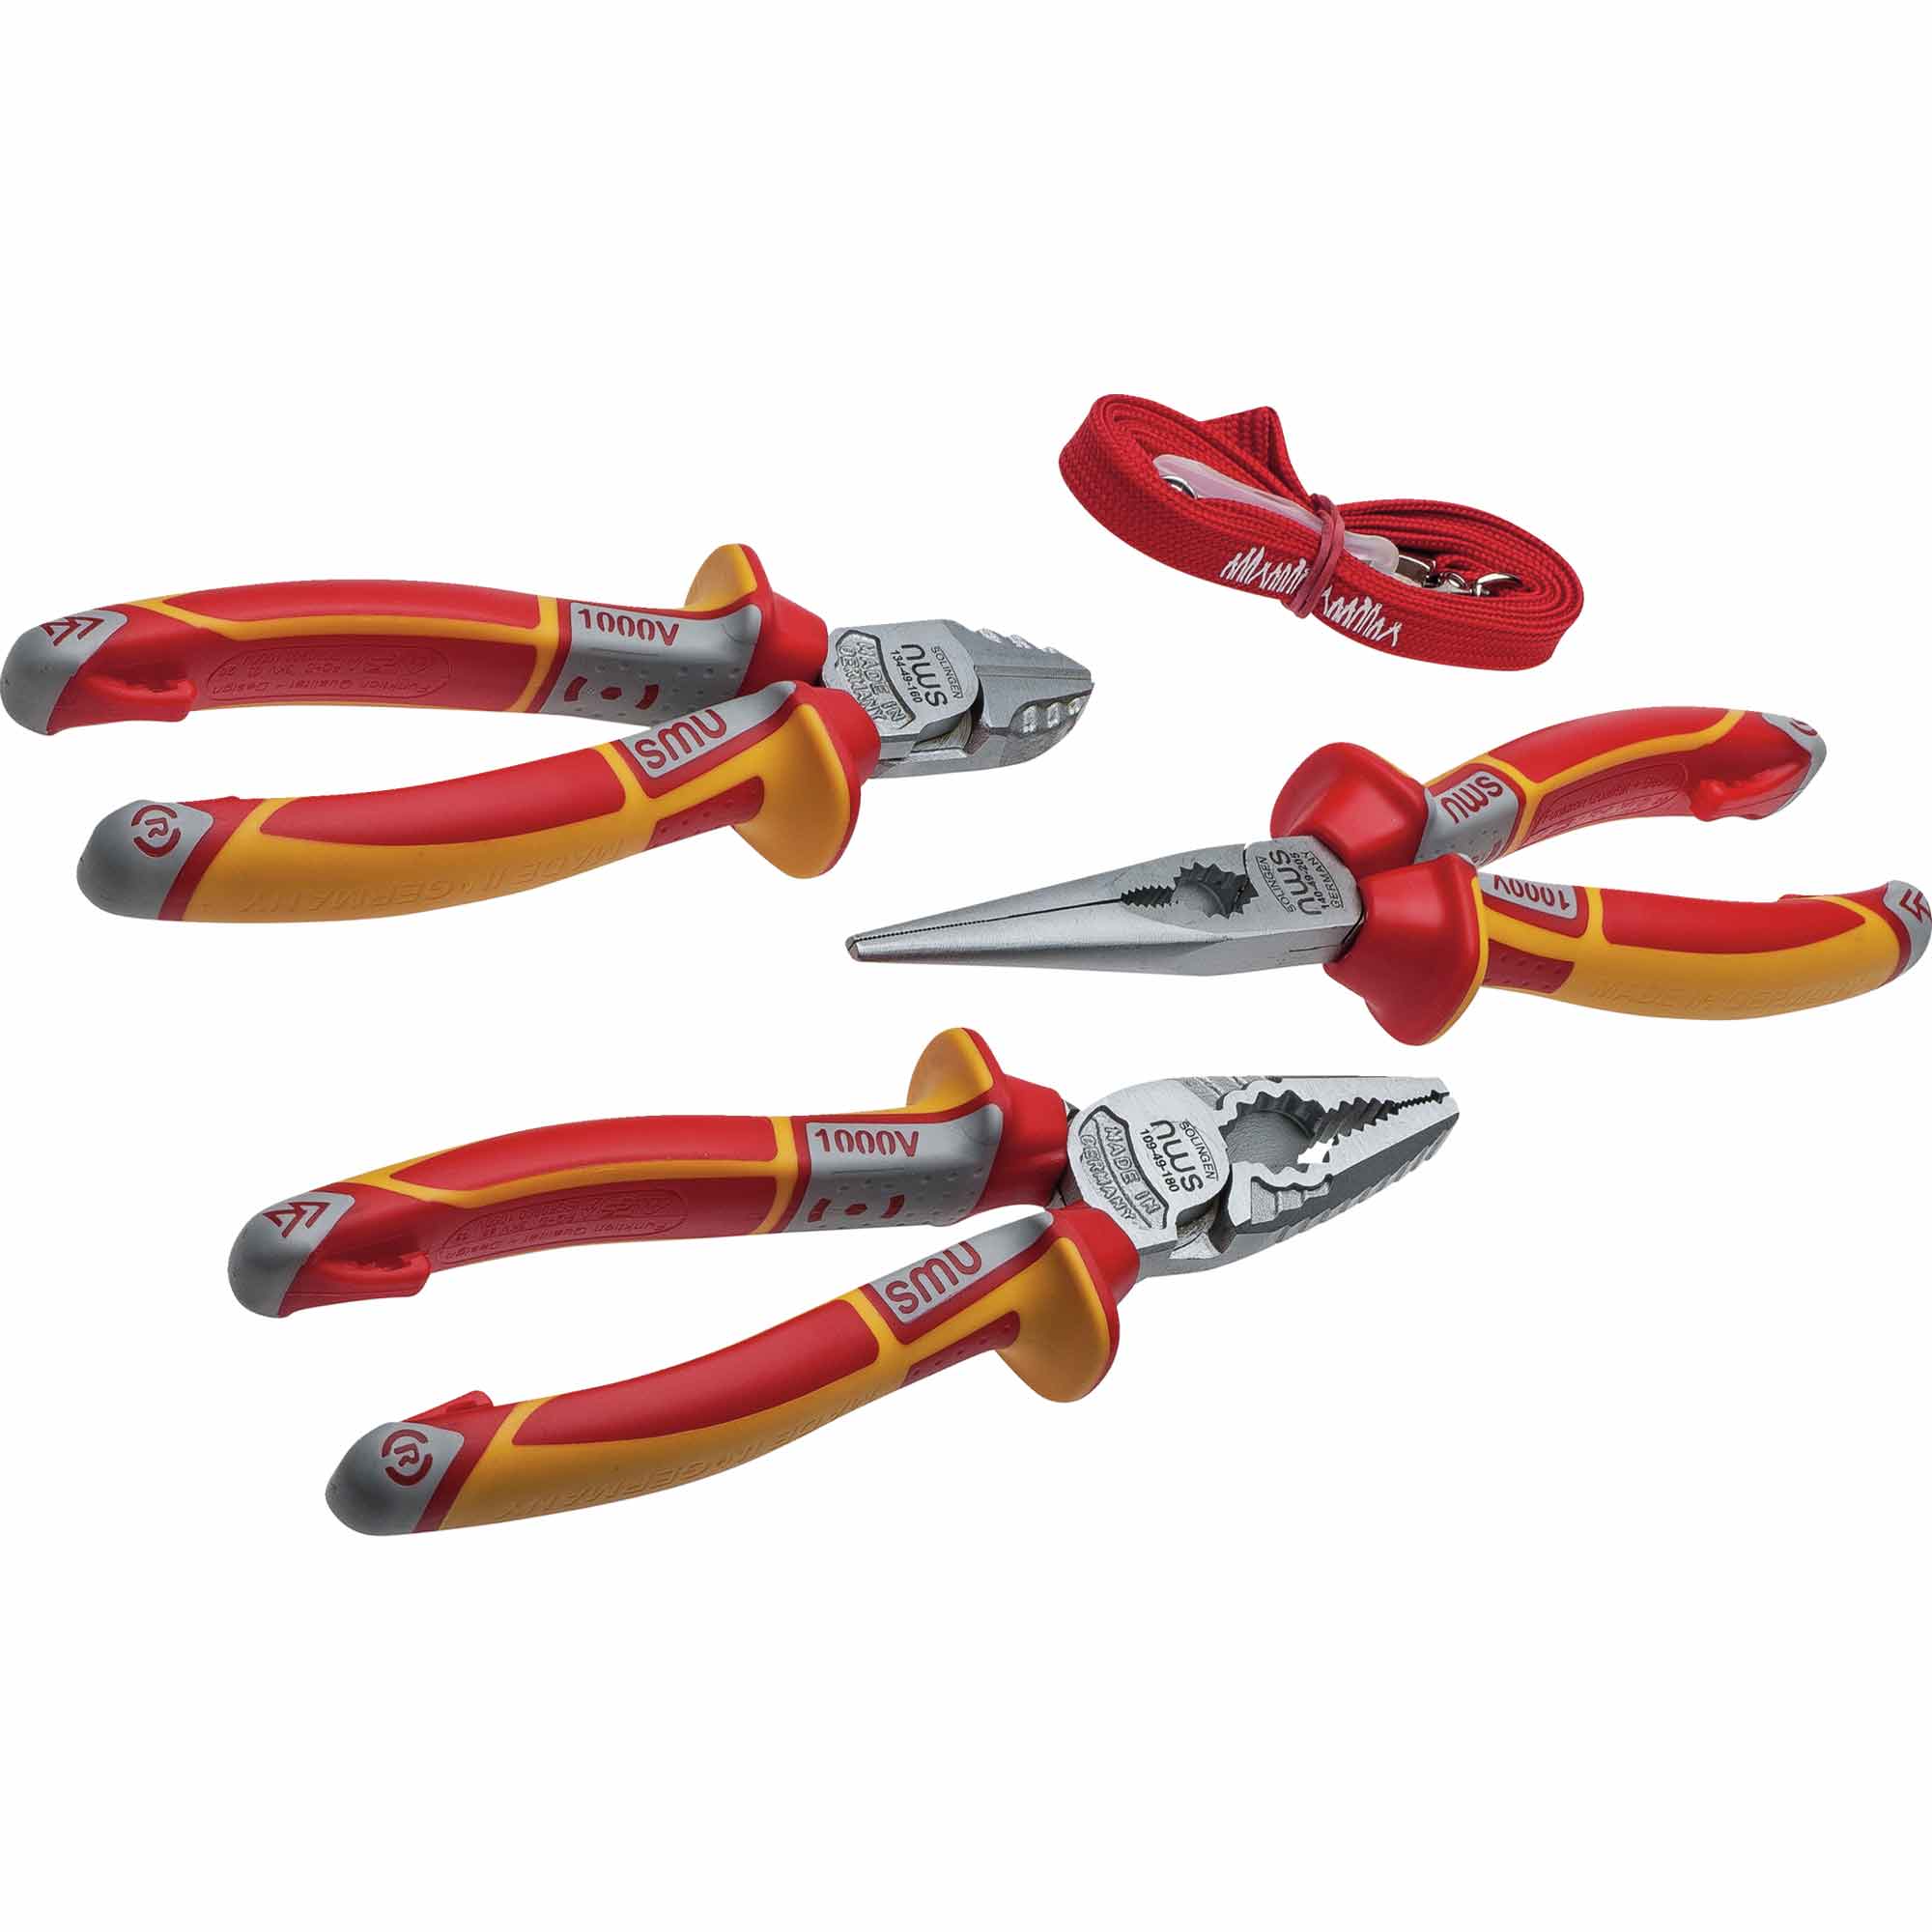 1000V
MADE IN
GERMANY
NWS
134-49-160
SOLINGEN
NWS
MADE IN GERMANY
Funktion Qualität + Design
SOLINGEN
NWS
140-49-205
GERMANY
NWS
1000V
MADE IN GERMANY
1000V
MADE IN
GERMANY
NWS
109-49-180
SOLINGEN
NWS
Funktion Qualität + Design
MADE IN GERMANY